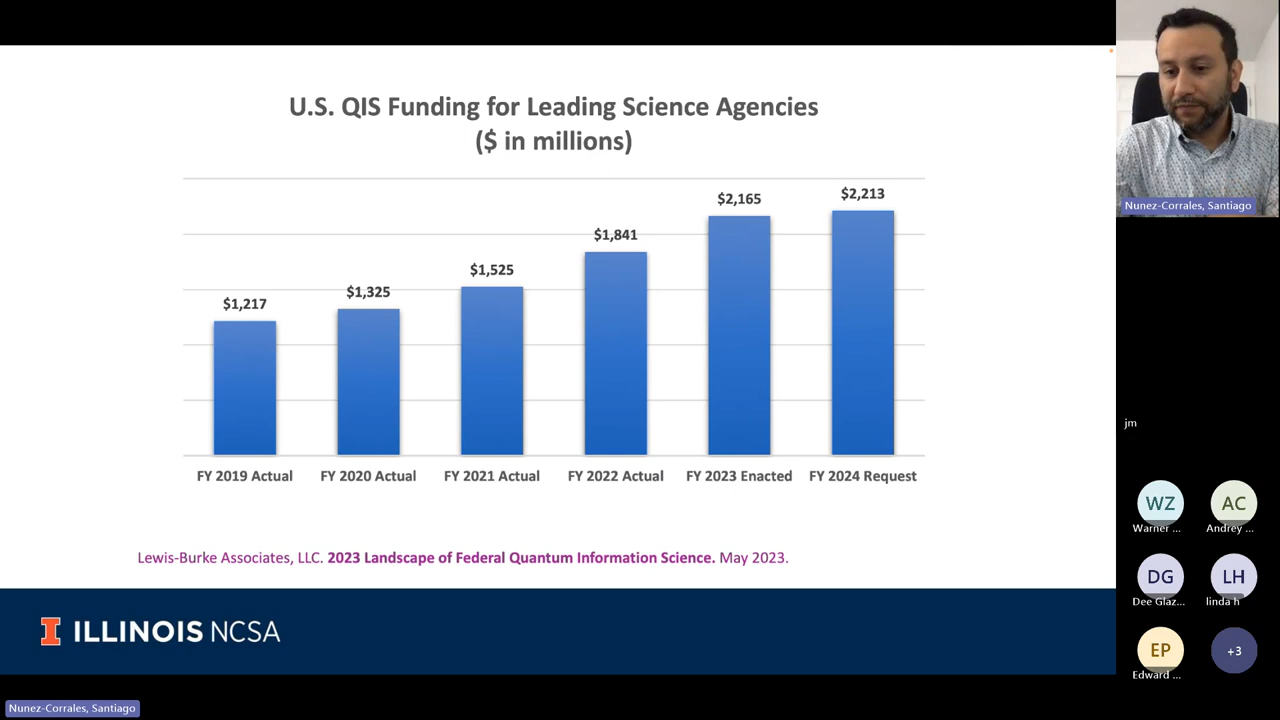 U.S. QIS Funding for Leading Science Agencies
($ in millions)
$1,217
$1,325
$1,525
$1,841
$2,165
$2,213
FY 2019 Actual
FY 2020 Actual
FY 2021 Actual
FY 2022 Actual
FY 2023 Enacted
FY 2024 Request
Lewis-Burke Associates, LLC. 2023 Landscape of Federal Quantum Information Science. May 2023.
I ILLINOIS NCSA
Nunez-Corrales, Santiago
jm
WZ
Warner ...
AC
Andrey ...
DG
Dee Glaz...
LH
linda h
EP
Edward ...
+3
Nunez-Corrales, Santiago